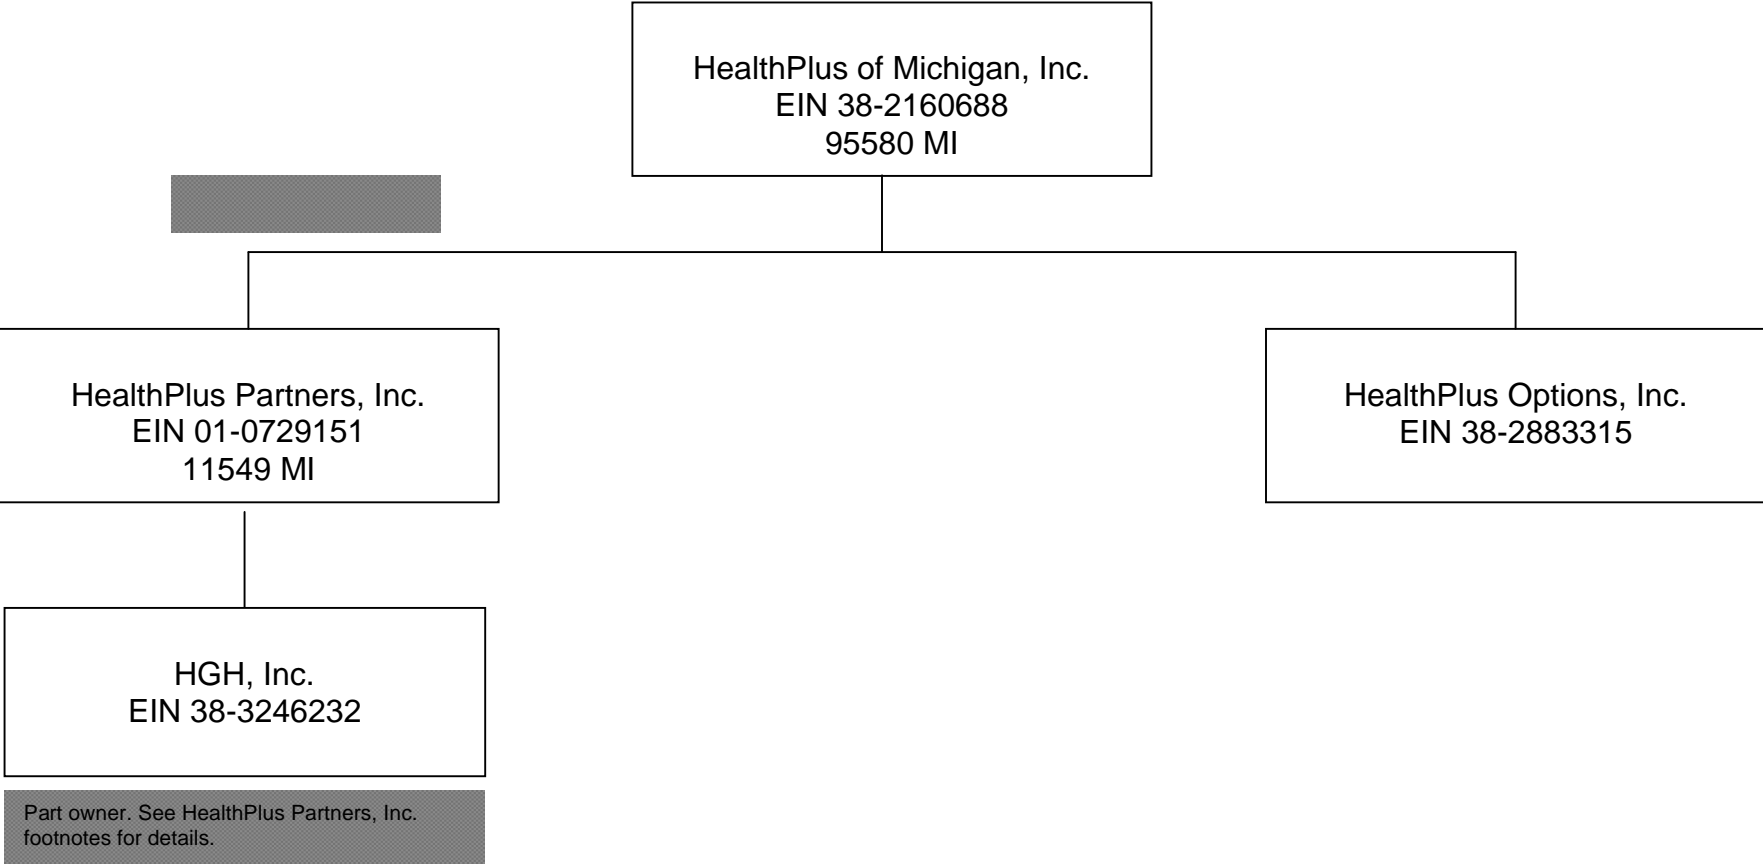 HealthPlus of Michigan, Inc.
EIN 38-2160688
95580 MI
HealthPlus Partners, Inc.
EIN 01-0729151
11549 MI
HealthPlus Options, Inc.
EIN 38-2883315
HGH, Inc.
EIN 38-3246232
Part owner. See HealthPlus Partners, Inc.
footnotes for details.